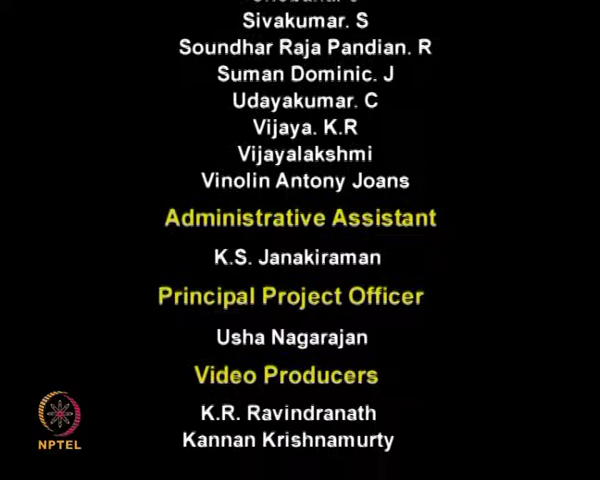 Sivakumar. S
Soundhar Raja Pandian. R
Suman Dominic. J
Udayakumar. C
Vijaya. K.R
Vijayalakshmi
Vinolin Antony Joans
Administrative Assistant
K.S. Janakiraman
Principal Project Officer
Usha Nagarajan
Video Producers
K.R. Ravindranath
Kannan Krishnamurty
NPTEL